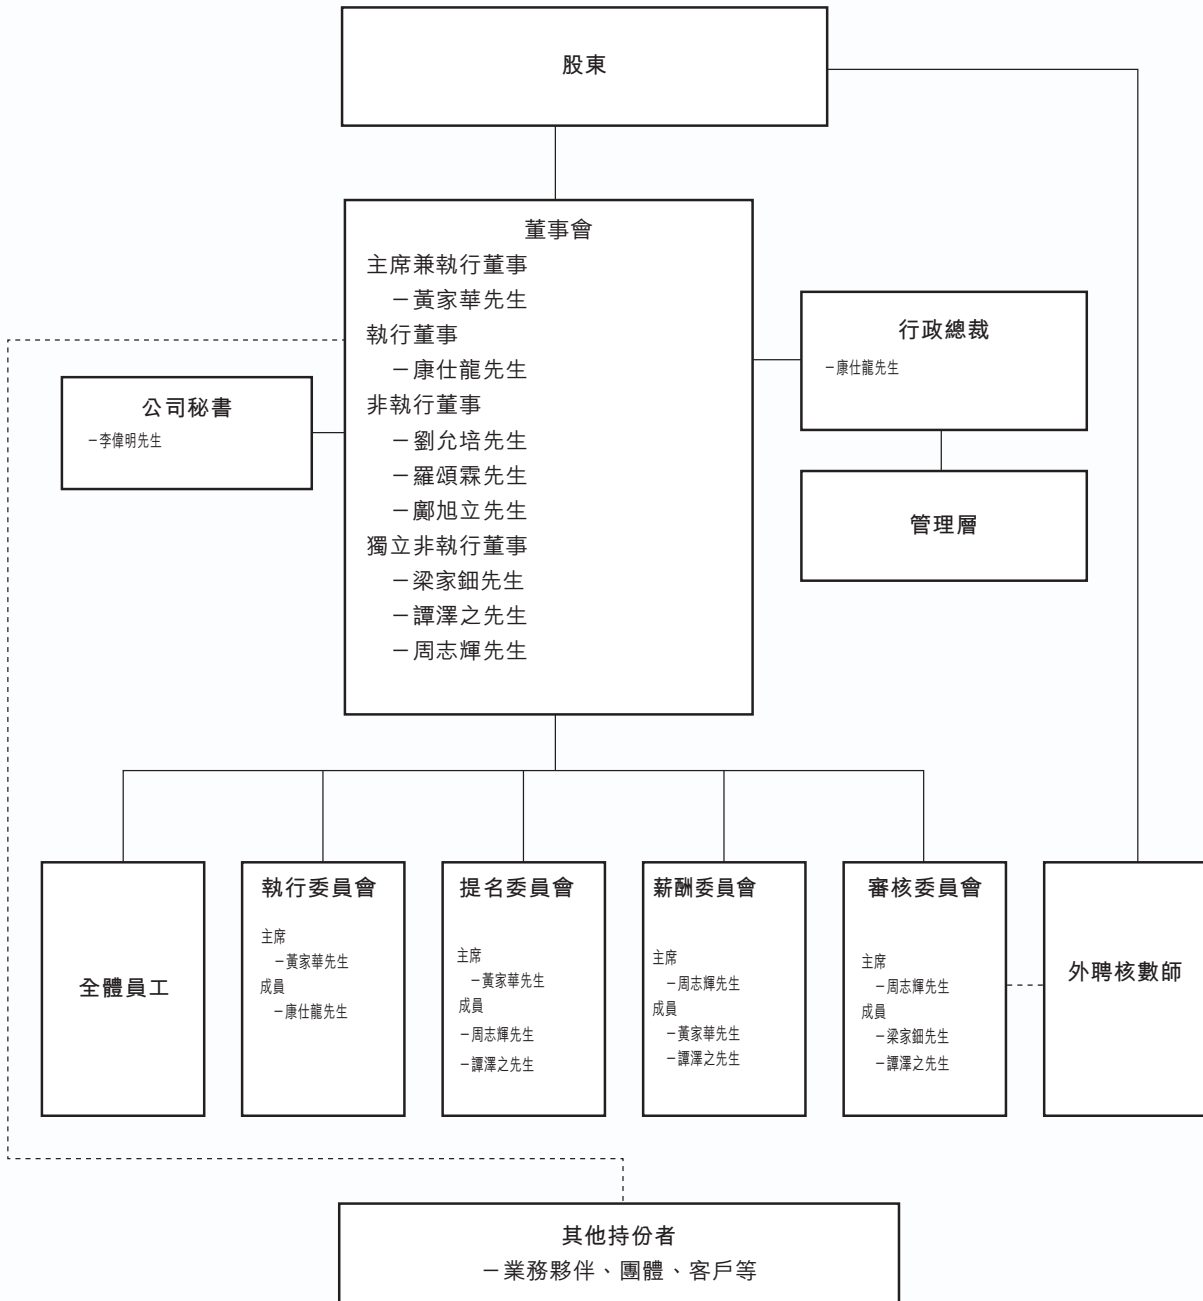 股東
董事會
主席兼執行董事
－黃家華先生
執行董事
－康仕龍先生
非執行董事
－劉允培先生
－羅頌霖先生
－鄺旭立先生
獨立非執行董事
－梁家鈿先生
－譚澤之先生
－周志輝先生
行政總裁
－康仕龍先生
公司秘書
－李偉明先生
管理層
全體員工
執行委員會
主席
－黃家華先生
成員
－康仕龍先生
提名委員會
主席
－黃家華先生
成員
－周志輝先生
－譚澤之先生
薪酬委員會
主席
－周志輝先生
成員
－黃家華先生
－譚澤之先生
審核委員會
主席
－周志輝先生
成員
－梁家鈿先生
－譚澤之先生
外聘核數師
其他持份者
－業務夥伴、團體、客戶等